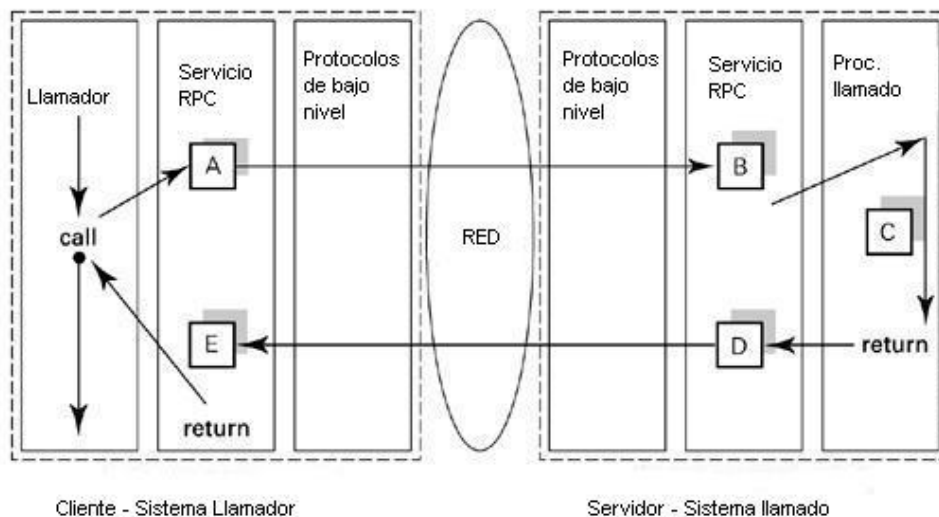 Llamador
Servicio
RPC
Protocolos
de bajo
nivel
Protocolos
de bajo
nivel
Servicio
RPC
Proc.
llamado
A
B
call
RED
C
E
D
return
return
Cliente - Sistema Llamador
Servidor - Sistema llamado